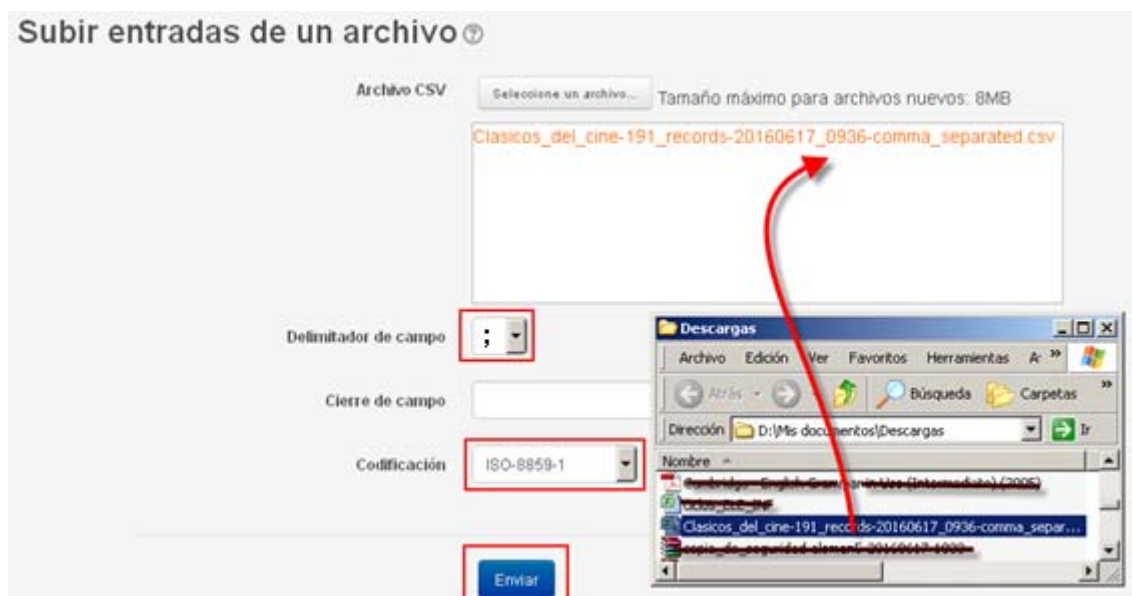 Subir entradas de un archivo
Archivo CSV
Seleccione un archivo...
Tamaño máximo para archivos nuevos: 8MB
Clasicos_del_cine-191_records-20160617_0936-comma_separated.csv
Delimitador de campo
;
Cierre de campo
Codificación
ISO-8859-1
Enviar
Descargas
Archivo Edición Ver Favoritos Herramientas A »
Atrás Búsqueda Carpetas »
Dirección D:\Mis documentos\Descargas Ir
Nombre
Clasicos_del_cine-191_records-20160617_0936-comma_separ...